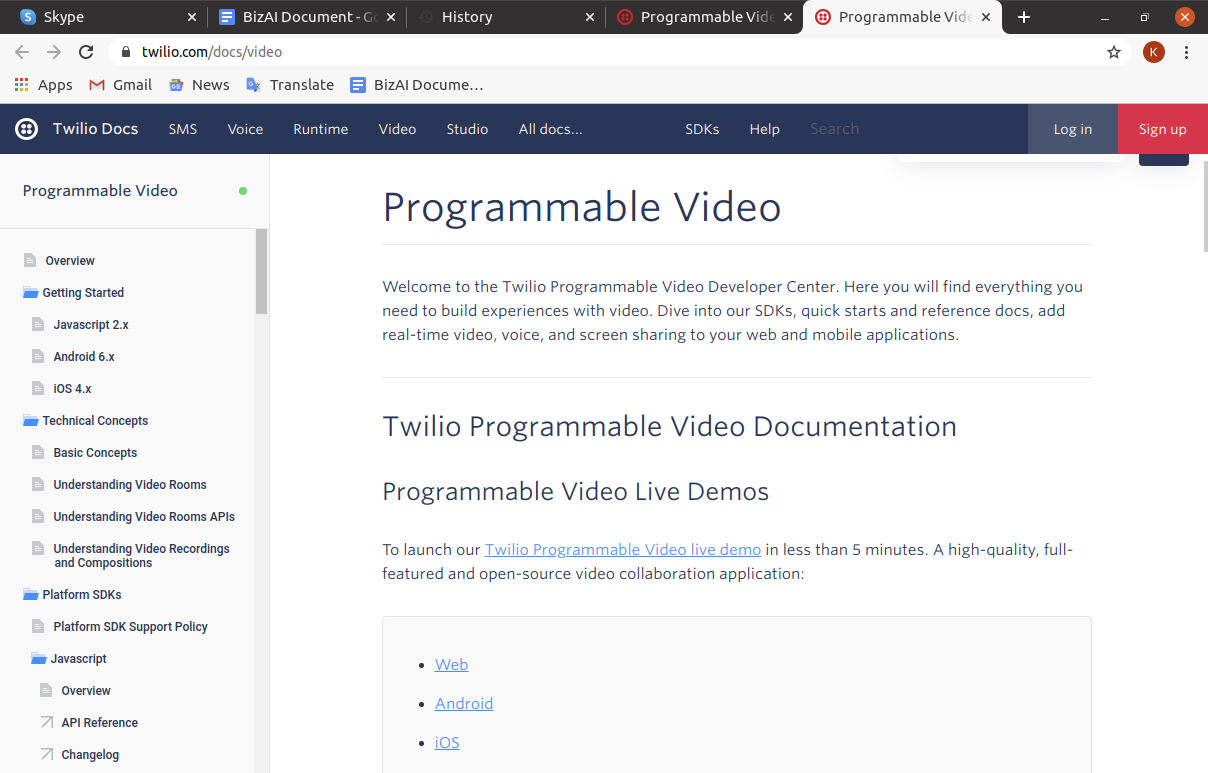 Skype
BizAI Document - Go
History
Programmable Vide
Programmable Vide
twilio.com/docs/video
K
Apps
Gmail
News
Translate
BizAI Docume…
Twilio Docs
SMS
Voice
Runtime
Video
Studio
All docs...
SDKs
Help
Search
Log in
Sign up
Programmable Video
Overview
Getting Started
Javascript 2.x
Android 6.x
iOS 4.x
Technical Concepts
Basic Concepts
Understanding Video Rooms
Understanding Video Rooms APIs
Understanding Video Recordings
and Compositions
Platform SDKs
Platform SDK Support Policy
Javascript
Overview
API Reference
Changelog
Programmable Video
Welcome to the Twilio Programmable Video Developer Center. Here you will find everything you
need to build experiences with video. Dive into our SDKs, quick starts and reference docs, add
real-time video, voice, and screen sharing to your web and mobile applications.
Twilio Programmable Video Documentation
Programmable Video Live Demos
To launch our Twilio Programmable Video live demo in less than 5 minutes. A high-quality, full-
featured and open-source video collaboration application:
Web
Android
iOS